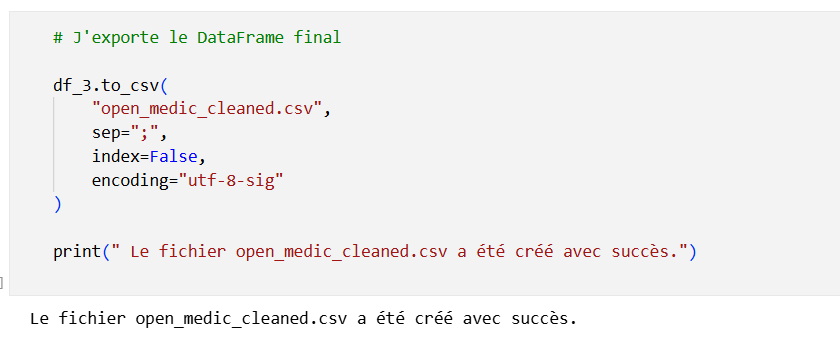 # J'exporte le DataFrame final
df_3.to_csv(
"open_medic_cleaned.csv",
sep=";",
index=False,
encoding="utf-8-sig"
)
print(" Le fichier open_medic_cleaned.csv a été créé avec succès.")
]
Le fichier open_medic_cleaned.csv a été créé avec succès.